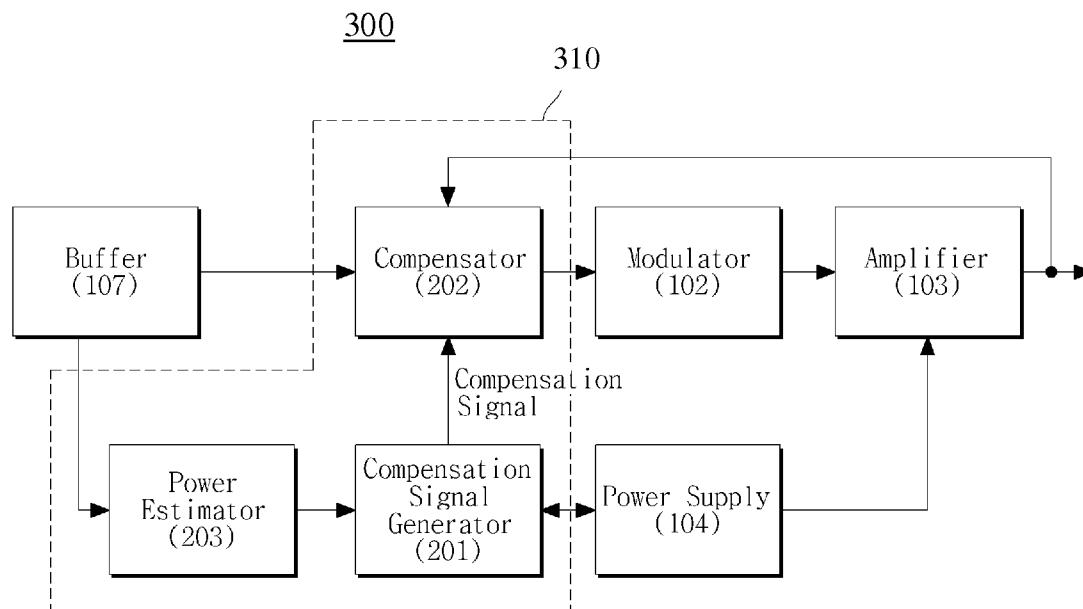 300
310
Buffer
(107)
Compensator
(202)
Modulator
(102)
Amplifier
(103)
Compensation
Signal
Power
Estimator
(203)
Compensation
Signal
Generator
(201)
Power Supply
(104)